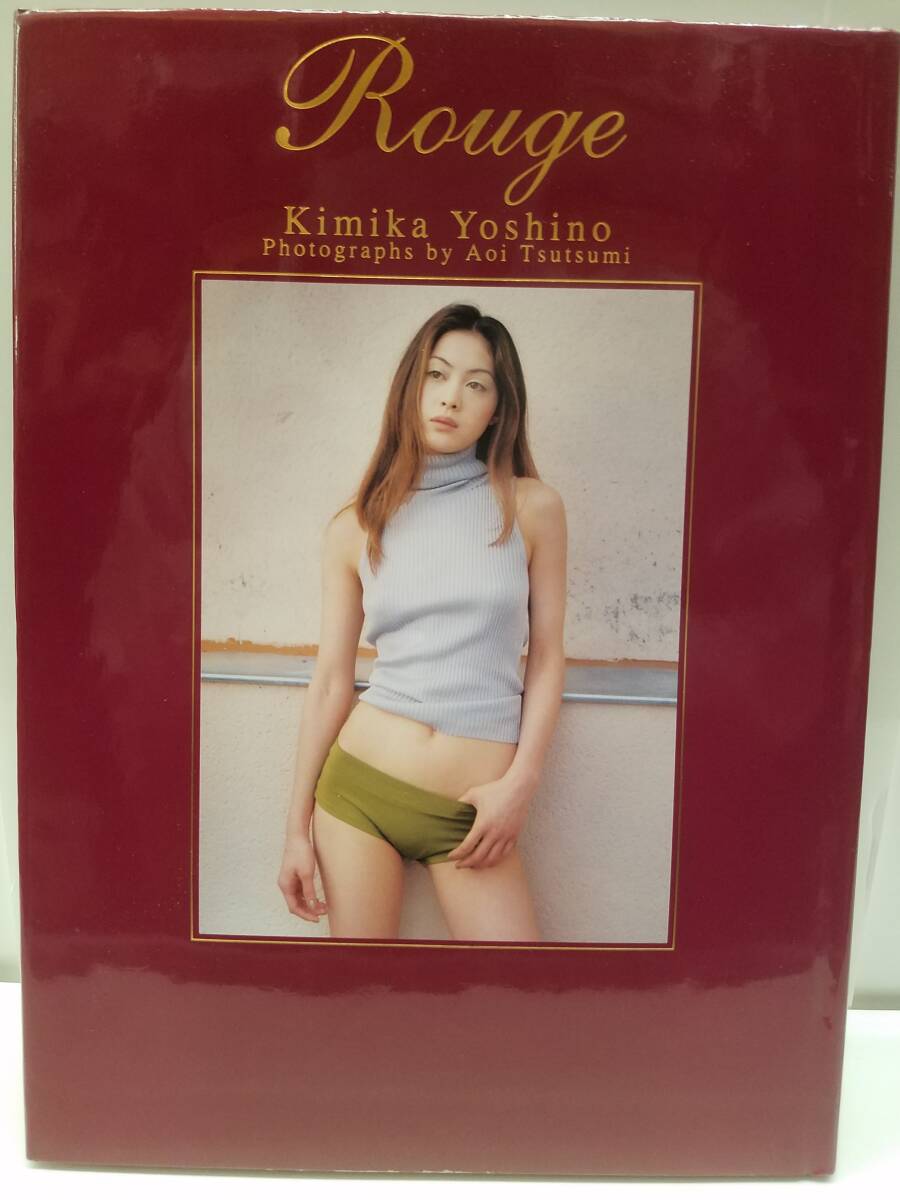 Rouge
Kimika Yoshino
Photographs by Aoi Tsutsumi